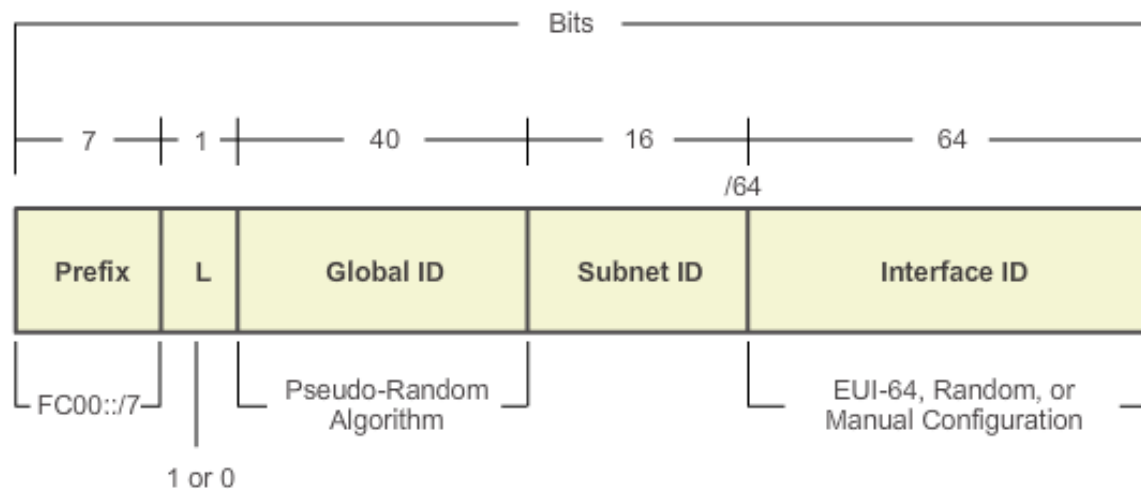 Bits
7 1 40 16 64
/64
Prefix L Global ID Subnet ID Interface ID
FC00::/7
Pseudo-Random
Algorithm
EUI-64, Random, or
Manual Configuration
1 or 0